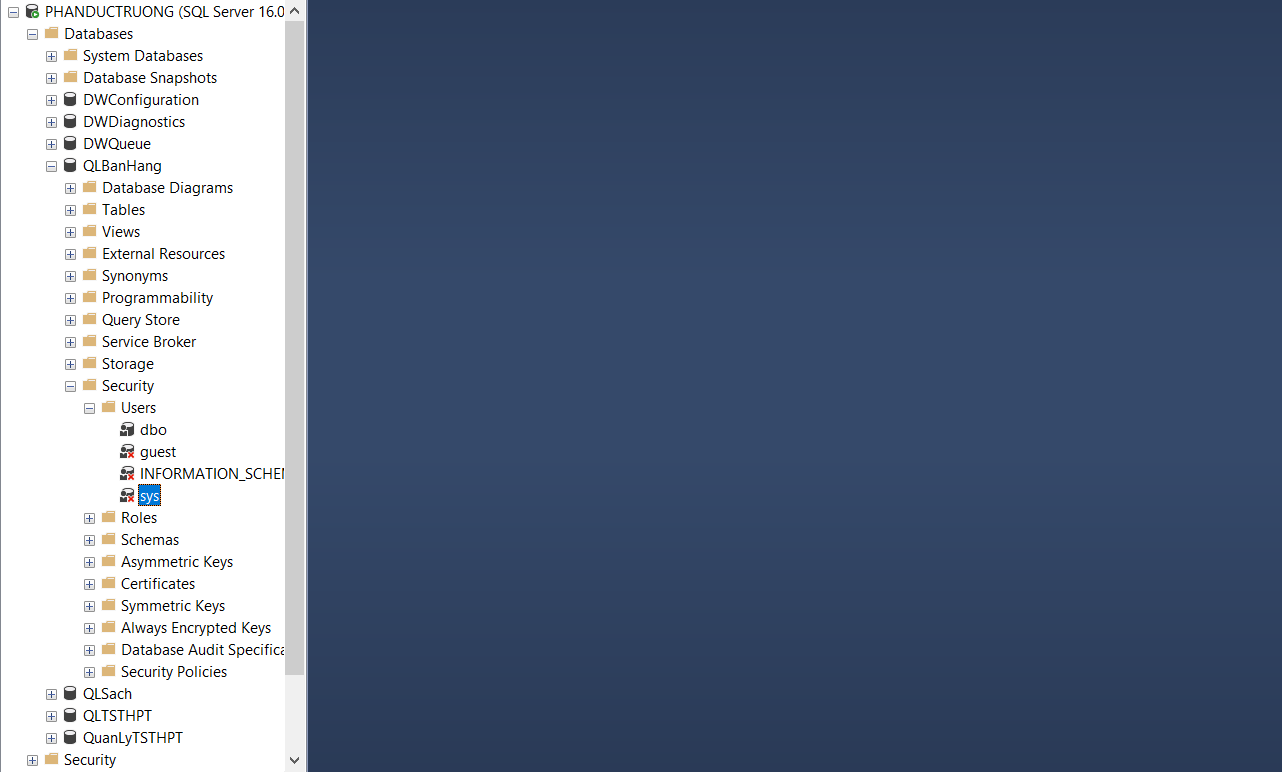 PHANDUCTRUONG (SQL Server 16.0
Databases
System Databases
Database Snapshots
DWConfiguration
DWDiagnostics
DWQueue
QLBanHang
Database Diagrams
Tables
Views
External Resources
Synonyms
Programmability
Query Store
Service Broker
Storage
Security
Users
dbo
guest
INFORMATION_SCHEM
sys
Roles
Schemas
Asymmetric Keys
Certificates
Symmetric Keys
Always Encrypted Keys
Database Audit Specifica
Security Policies
QLSach
QLTSTHPT
QuanLyTSTHPT
Security